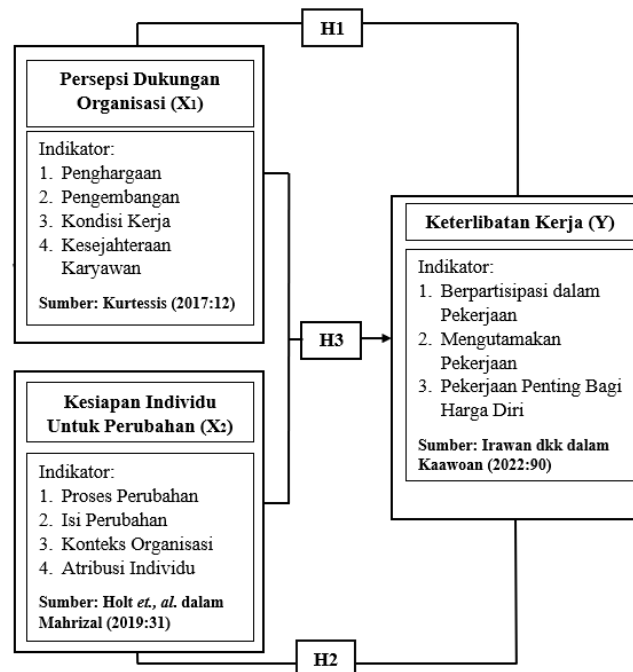 H1
Persepsi Dukungan
Organisasi (X₁)
Indikator:
1. Penghargaan
2. Pengembangan
3. Kondisi Kerja
4. Kesejahteraan
Karyawan
Sumber: Kurtessis (2017:12)
H3
Keterlibatan Kerja (Y)
Indikator:
1. Berpartisipasi dalam
Pekerjaan
2. Mengutamakan
Pekerjaan
3. Pekerjaan Penting Bagi
Harga Diri
Sumber: Irawan dkk dalam
Kaawoan (2022:90)
Kesiapan Individu
Untuk Perubahan (X₂)
Indikator:
1. Proses Perubahan
2. Isi Perubahan
3. Konteks Organisasi
4. Atribusi Individu
Sumber: Holt et., al. dalam
Mahrizal (2019:31)
H2